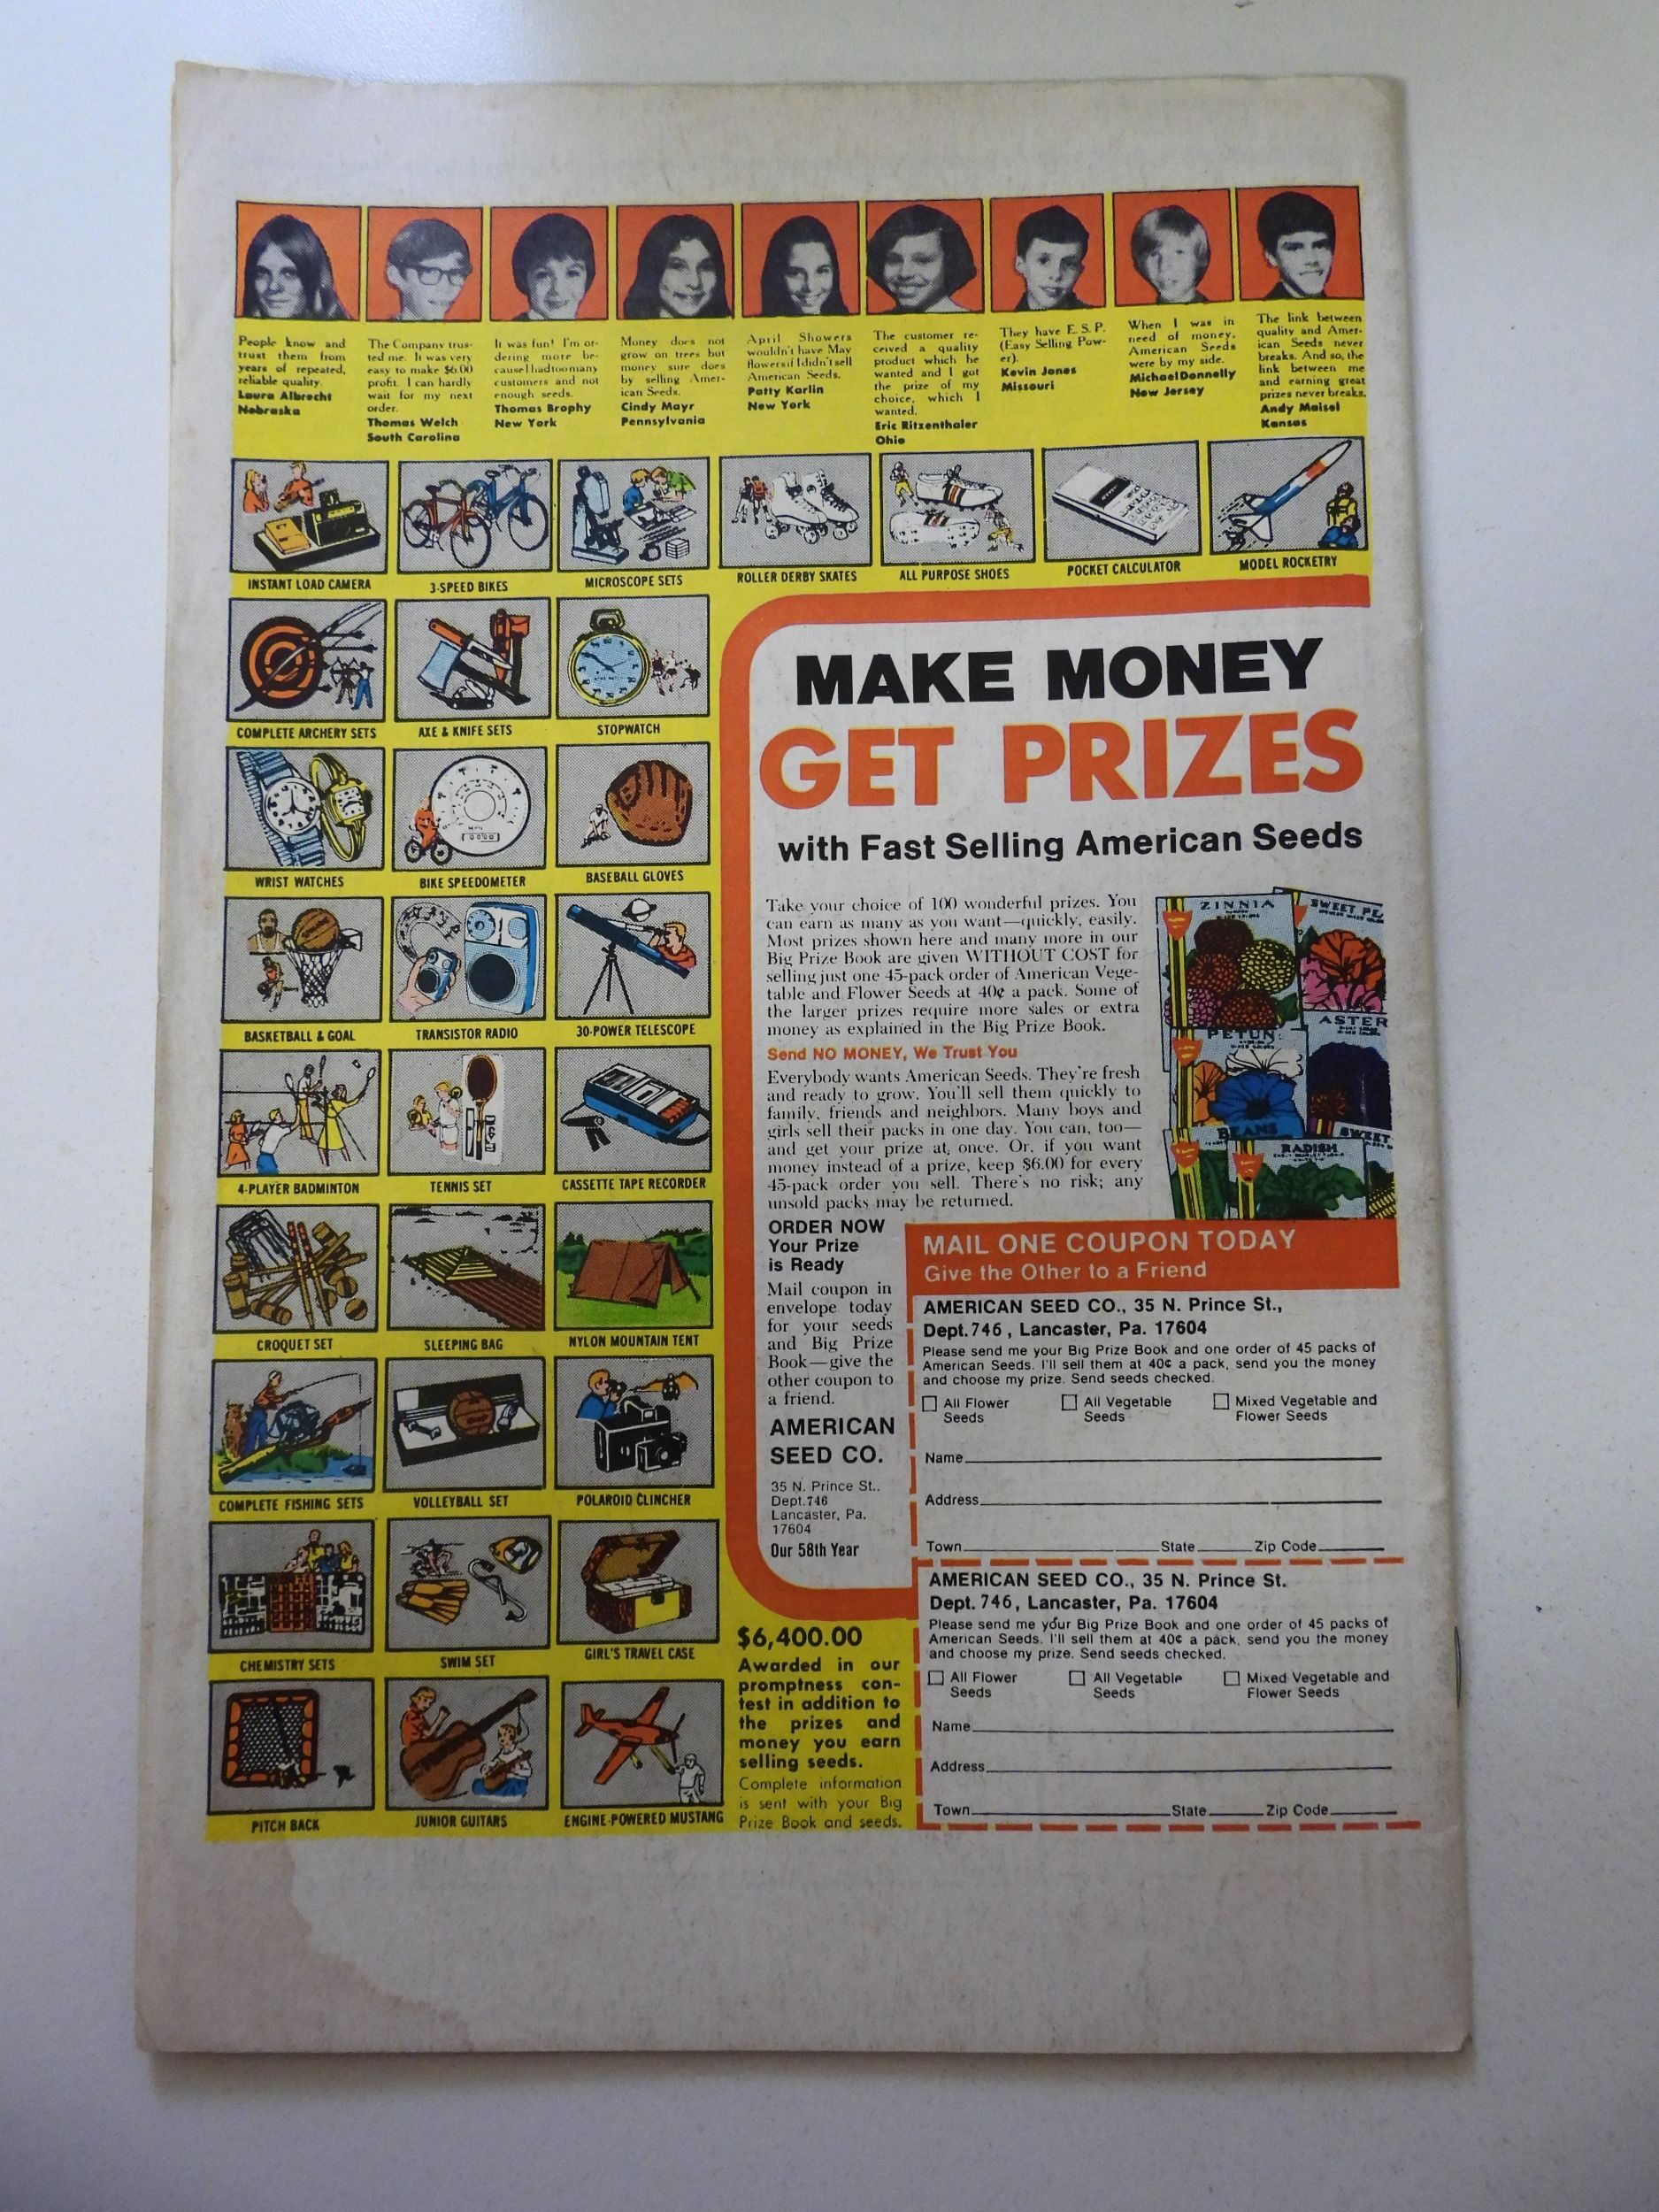 People know and
trust them from
years of repeated,
reliable quality.
Laura Albrecht
Nebraska
The Company trus-
ted me. It was very
easy to make $6.00
profit. I can hardly
wait for my next
order.
Thomas Welch
South Carolina
It was fun! I'm or-
dering more be-
cause I had too many
customers and not
enough seeds.
Thomas Brophy
New York
Money does not
grow on trees but
money sure does
by selling Amer-
ican Seeds.
Cindy Mayr
Pennsylvania
April Showers
wouldn't have May
flowers if I didn't sell
American Seeds.
Patty Karlin
New York
The customer re-
ceived a quality
product which he
wanted and I got
the prize of my
choice, which I
wanted.
Eric Ritzenthaler
Ohio
They have E.S.P.
(Easy Selling Pow-
er).
Kevin Jones
Missouri
When I was in
need of money,
American Seeds
were by my side.
Michael Donnelly
New Jersey
The link between
quality and Amer-
ican Seeds never
breaks. And so, the
link between me
and earning great
prizes never breaks.
Andy Maisel
Kansas
INSTANT LOAD CAMERA
3-SPEED BIKES
MICROSCOPE SETS
ROLLER DERBY SKATES
ALL PURPOSE SHOES
POCKET CALCULATOR
MODEL ROCKETRY
COMPLETE ARCHERY SETS
AXE & KNIFE SETS
STOPWATCH
WRIST WATCHES
BIKE SPEEDOMETER
BASEBALL GLOVES
BASKETBALL & GOAL
TRANSISTOR RADIO
30-POWER TELESCOPE
4-PLAYER BADMINTON
TENNIS SET
CASSETTE TAPE RECORDER
CROQUET SET
SLEEPING BAG
NYLON MOUNTAIN TENT
COMPLETE FISHING SETS
VOLLEYBALL SET
POLAROID CLINCHER
CHEMISTRY SETS
SWIM SET
GIRL'S TRAVEL CASE
PITCH BACK
JUNIOR GUITARS
ENGINE-POWERED MUSTANG
MAKE MONEY
GET PRIZES
with Fast Selling American Seeds
Take your choice of 100 wonderful prizes. You
can earn as many as you want—quickly, easily.
Most prizes shown here and many more in our
Big Prize Book are given WITHOUT COST for
selling just one 45-pack order of American Vege-
table and Flower Seeds at 40¢ a pack. Some of
the larger prizes require more sales or extra
money as explained in the Big Prize Book.
Send NO MONEY, We Trust You
Everybody wants American Seeds. They're fresh
and ready to grow. You'll sell them quickly to
family, friends and neighbors. Many boys and
girls sell their packs in one day. You can, too—
and get your prize at once. Or, if you want
money instead of a prize, keep $6.00 for every
45-pack order you sell. There's no risk; any
unsold packs may be returned.
ZINNIA
SWEET PE
ASTER
PETUN
BEANS
RADISH
SWEET
ORDER NOW
Your Prize
is Ready
Mail coupon in
envelope today
for your seeds
and Big Prize
Book—give the
other coupon to
a friend.
AMERICAN
SEED CO.
35 N. Prince St.,
Dept. 746
Lancaster, Pa.
17604
Our 58th Year
$6,400.00
Awarded in our
promptness con-
test in addition to
the prizes and
money you earn
selling seeds.
Complete information
is sent with your Big
Prize Book and seeds.
MAIL ONE COUPON TODAY
Give the Other to a Friend
AMERICAN SEED CO., 35 N. Prince St.,
Dept. 746, Lancaster, Pa. 17604
Please send me your Big Prize Book and one order of 45 packs of
American Seeds. I'll sell them at 40¢ a pack, send you the money
and choose my prize. Send seeds checked.
All Flower Seeds
All Vegetable Seeds
Mixed Vegetable and Flower Seeds
Name
Address
Town State Zip Code
AMERICAN SEED CO., 35 N. Prince St.
Dept. 746, Lancaster, Pa. 17604
Please send me your Big Prize Book and one order of 45 packs of
American Seeds. I'll sell them at 40¢ a pack, send you the money
and choose my prize. Send seeds checked.
All Flower Seeds
All Vegetable Seeds
Mixed Vegetable and Flower Seeds
Name
Address
Town State Zip Code